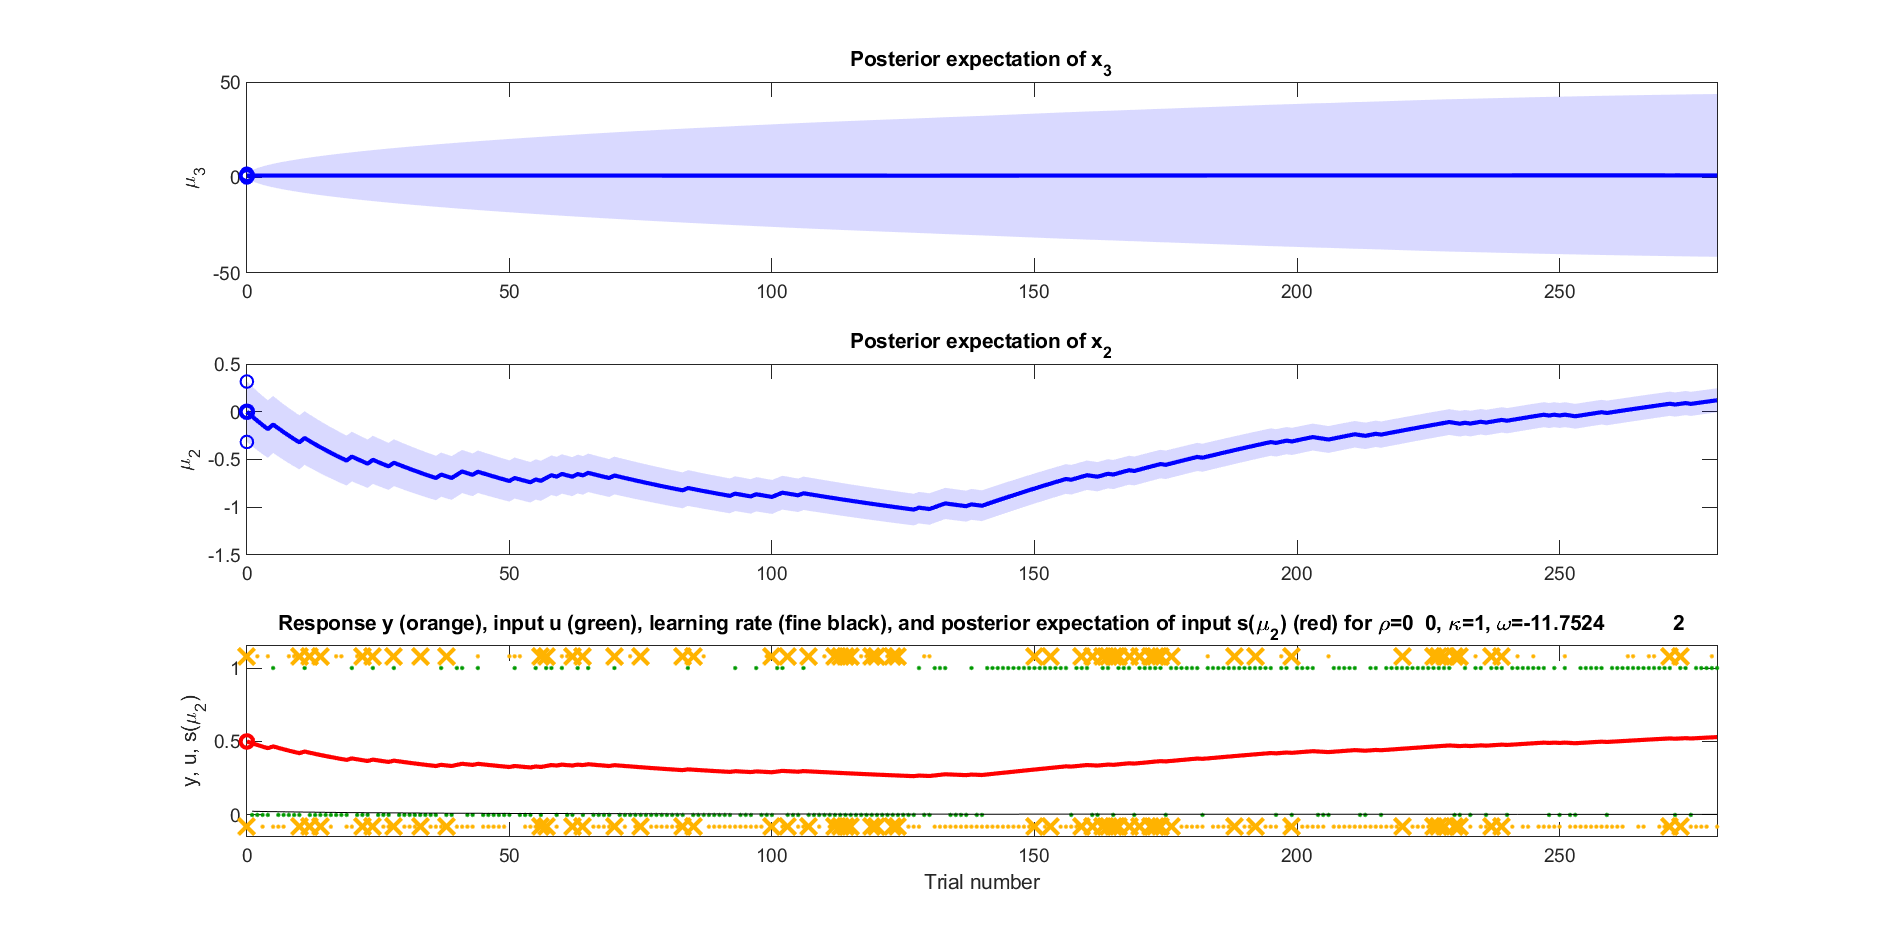 Posterior expectation of x3
50
0
-50
μ3
0 50 100 150 200 250
Posterior expectation of x2
0.5
0
-0.5
-1
-1.5
μ2
0 50 100 150 200 250
Response y (orange), input u (green), learning rate (fine black), and posterior expectation of input s(μ2) (red) for ρ=0 0, κ=1, ω=-11.7524 2
1
0.5
0
y, u, s(μ2)
0 50 100 150 200 250
Trial number